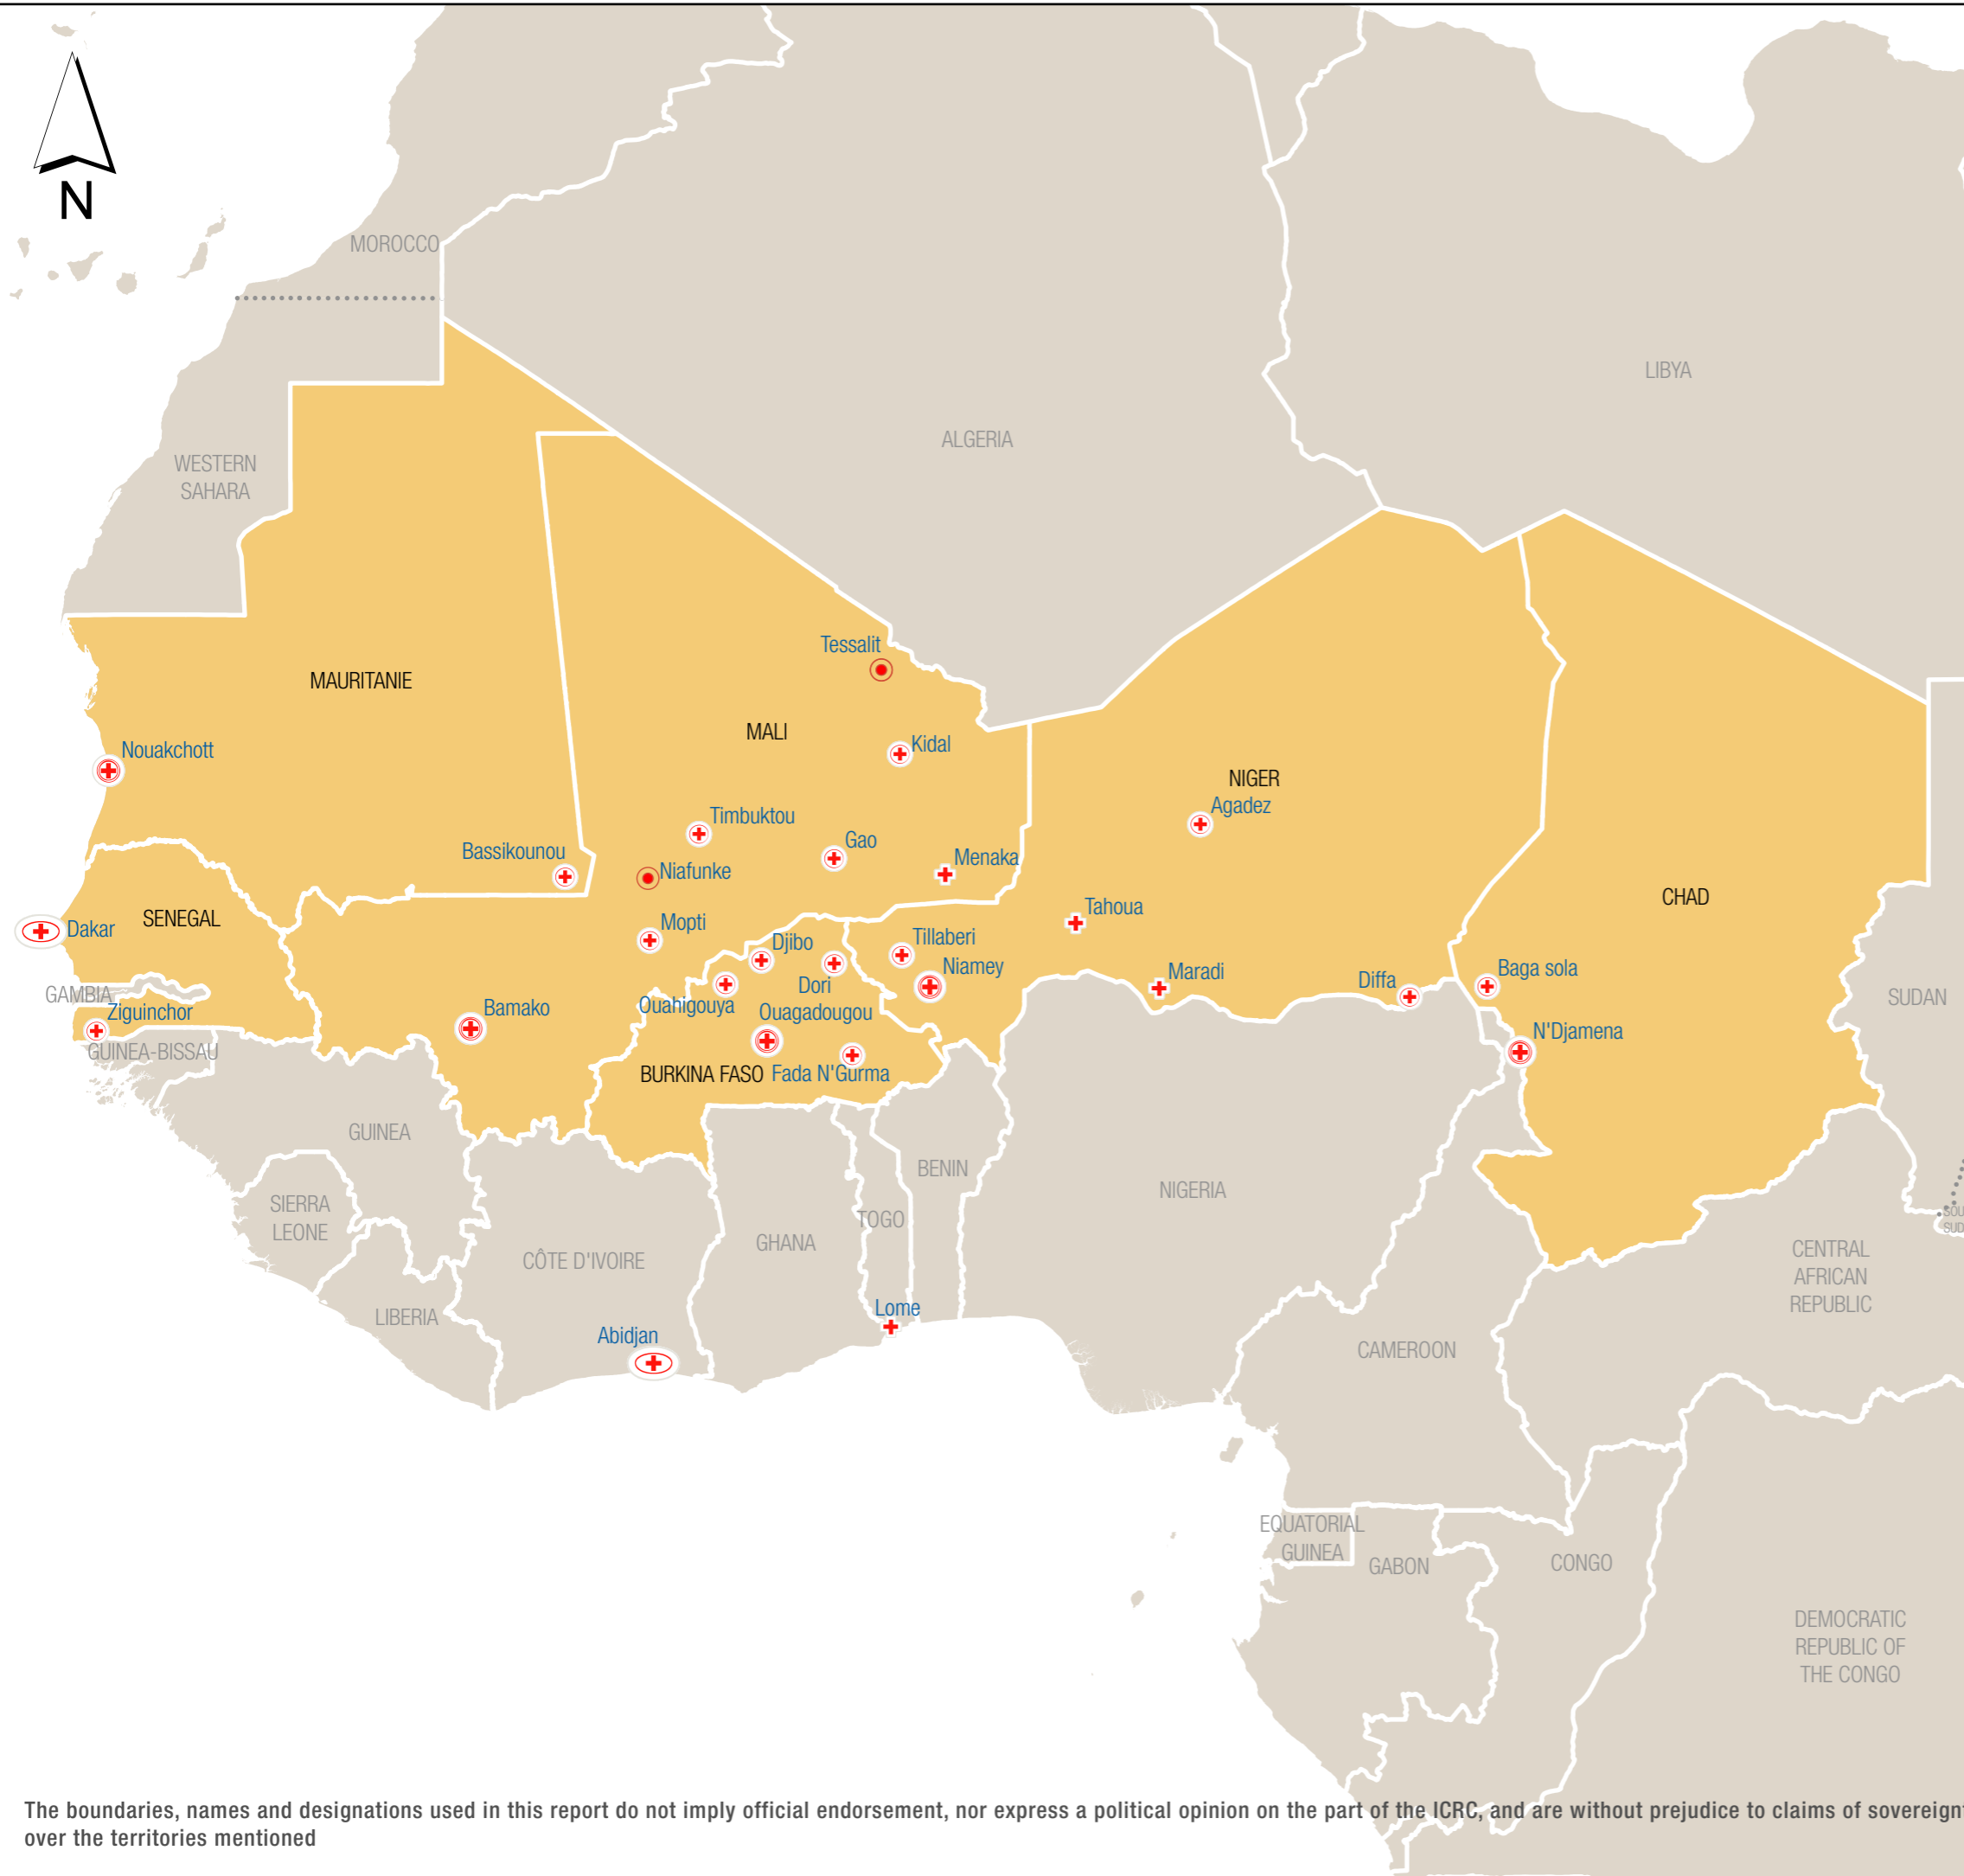 N
MOROCCO
LIBYA
ALGERIA
WESTERN
SAHARA
Tessalit
MAURITANIE
MALI
Nouakchott
Kidal
NIGER
Agadez
Timbuktou
Gao
Bassikounou
Menaka
Niafunke
CHAD
Tahoua
SENEGAL
Dakar
Mopti
Djibo
Tillaberi
Niamey
Maradi
Diffa
Baga sola
Dori
GAMBIA
SUDAN
Ziguinchor
Bamako
Ouahigouya
Ouagadougou
N'Djamena
GUINEA-BISSAU
BURKINA FASO
Fada N'Gurma
GUINEA
BENIN
NIGERIA
SIERRA
LEONE
TOGO
SOU
SUD
GHANA
CÔTE D'IVOIRE
CENTRAL
AFRICAN
REPUBLIC
LIBERIA
Lome
Abidjan
CAMEROON
EQUATORIAL
GUINEA
GABON
CONGO
DEMOCRATIC
REPUBLIC OF
THE CONGO
The boundaries, names and designations used in this report do not imply official endorsement, nor express a political opinion on the part of the ICRC, and are without prejudice to claims of sovereignt
over the territories mentioned